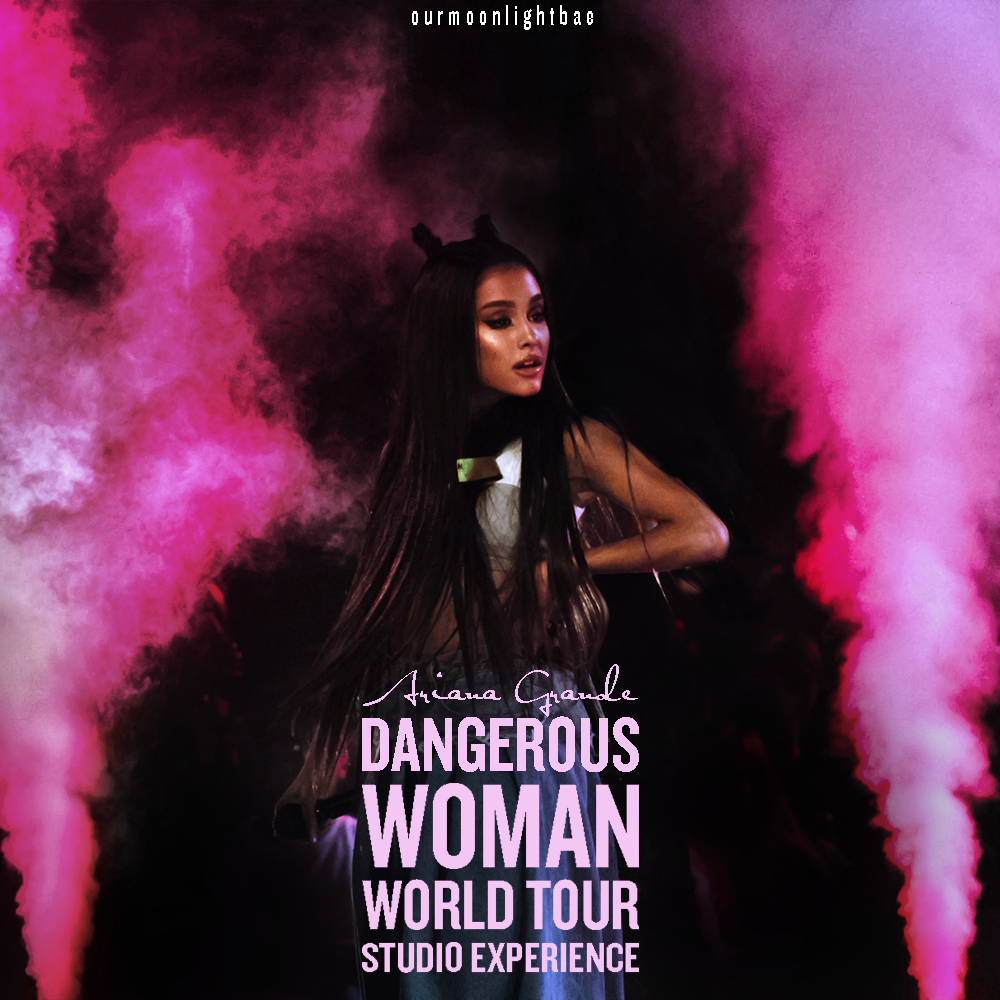 ourmoonlightbae
Ariana Grande
DANGEROUS
WOMAN
WORLD TOUR
STUDIO EXPERIENCE